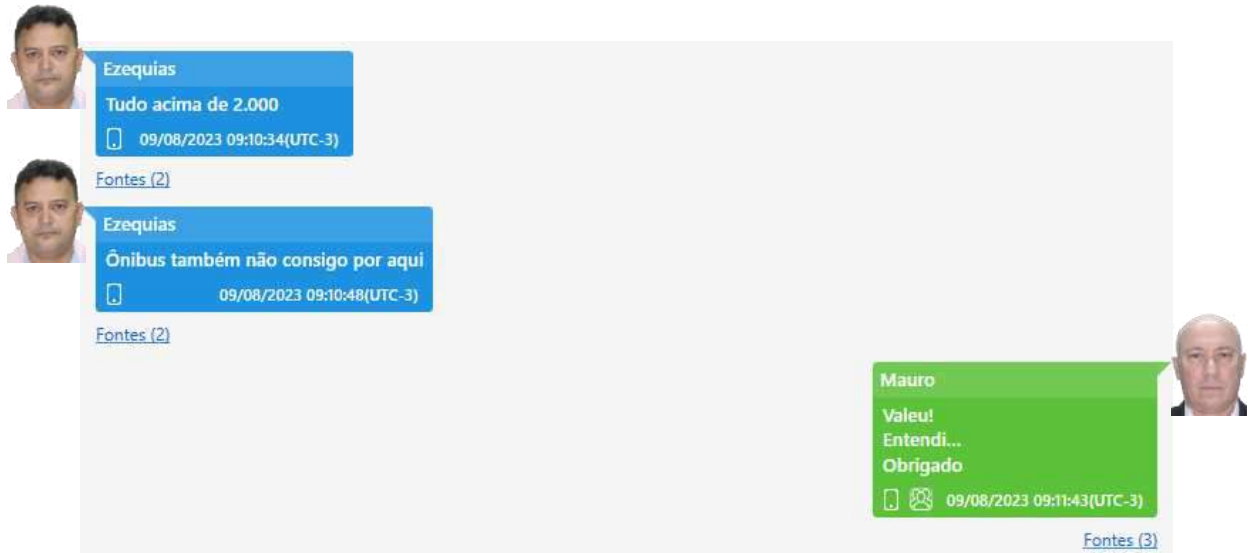 Ezequias
Tudo acima de 2.000
09/08/2023 09:10:34(UTC-3)
Fontes (2)
Ezequias
Ônibus também não consigo por aqui
09/08/2023 09:10:48(UTC-3)
Fontes (2)
Mauro
Valeu!
Entendi...
Obrigado
09/08/2023 09:11:43(UTC-3)
Fontes (3)